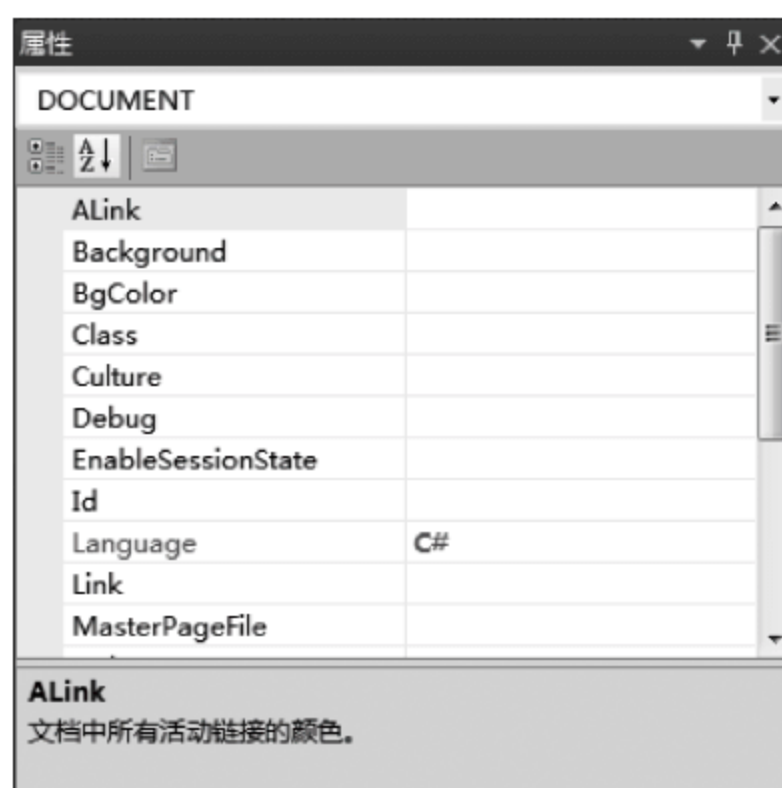 属性
DOCUMENT
ALink
Background
BgColor
Class
Culture
Debug
EnableSessionState
Id
Language C#
Link
MasterPageFile
ALink
文档中所有活动链接的颜色。